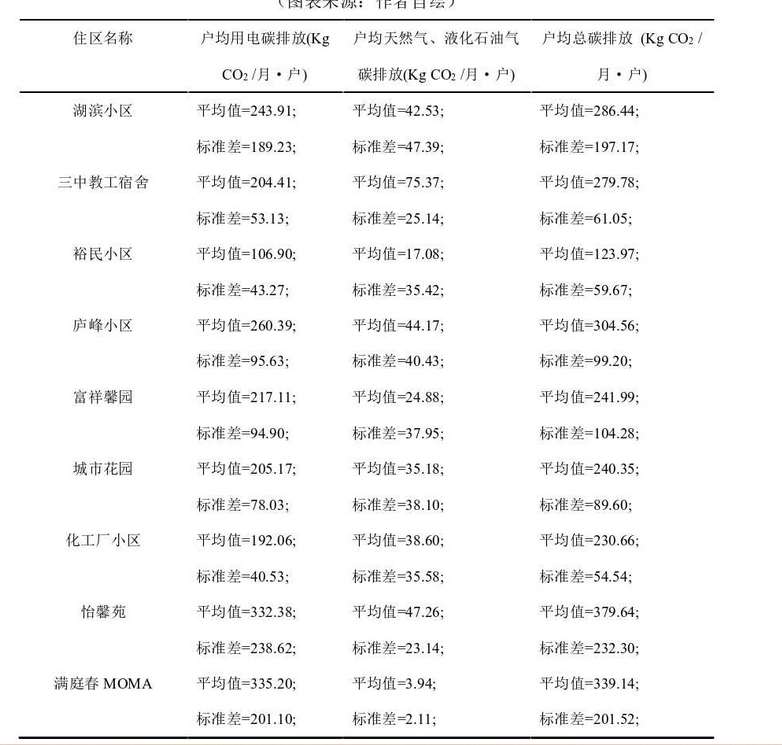 （图表来源：作者自绘）
住区名称 户均用电碳排放(Kg 户均天然气、液化石油气 户均总碳排放 (Kg CO2 /
CO2 /月·户) 碳排放(Kg CO2 /月·户) 月·户)
湖滨小区 平均值=243.91; 平均值=42.53; 平均值=286.44;
标准差=189.23; 标准差=47.39; 标准差=197.17;
三中教工宿舍 平均值=204.41; 平均值=75.37; 平均值=279.78;
标准差=53.13; 标准差=25.14; 标准差=61.05;
裕民小区 平均值=106.90; 平均值=17.08; 平均值=123.97;
标准差=43.27; 标准差=35.42; 标准差=59.67;
庐峰小区 平均值=260.39; 平均值=44.17; 平均值=304.56;
标准差=95.63; 标准差=40.43; 标准差=99.20;
富祥馨园 平均值=217.11; 平均值=24.88; 平均值=241.99;
标准差=94.90; 标准差=37.95; 标准差=104.28;
城市花园 平均值=205.17; 平均值=35.18; 平均值=240.35;
标准差=78.03; 标准差=38.10; 标准差=89.60;
化工厂小区 平均值=192.06; 平均值=38.60; 平均值=230.66;
标准差=40.53; 标准差=35.58; 标准差=54.54;
怡馨苑 平均值=332.38; 平均值=47.26; 平均值=379.64;
标准差=238.62; 标准差=23.14; 标准差=232.30;
满庭春 MOMA 平均值=335.20; 平均值=3.94; 平均值=339.14;
标准差=201.10; 标准差=2.11; 标准差=201.52;